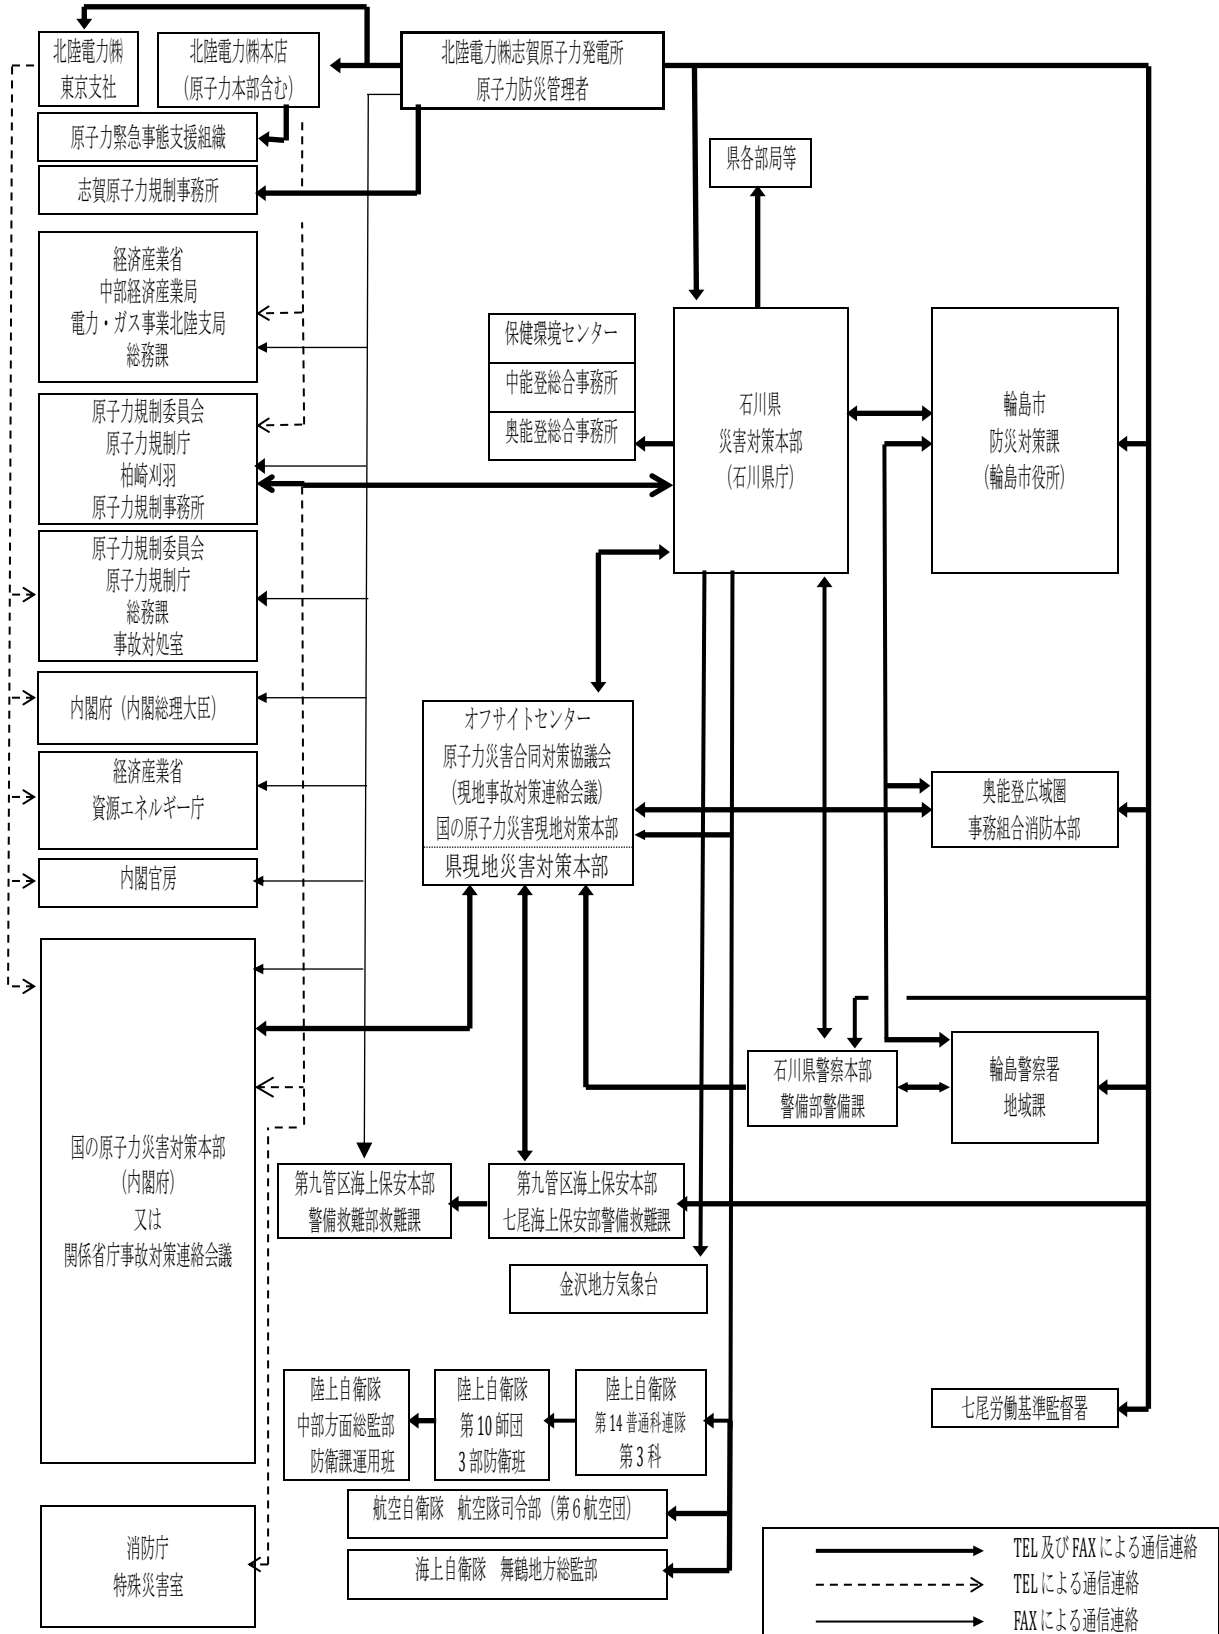 北陸電力㈱
東京支社
北陸電力㈱本店
(原子力本部含む)
北陸電力㈱志賀原子力発電所
原子力防災管理者
原子力緊急事態支援組織
志賀原子力規制事務所
県各部局等
経済産業省
中部経済産業局
電力・ガス事業北陸支局
総務課
保健環境センター
中能登総合事務所
奥能登総合事務所
石川県
災害対策本部
(石川県庁)
輪島市
防災対策課
(輪島市役所)
原子力規制委員会
原子力規制庁
柏崎刈羽
原子力規制事務所
原子力規制委員会
原子力規制庁
総務課
事故対処室
内閣府（内閣総理大臣）
経済産業省
資源エネルギー庁
内閣官房
オフサイトセンター
原子力災害合同対策協議会
(現地事故対策連絡会議)
国の原子力災害現地対策本部
県現地災害対策本部
奥能登広域圏
事務組合消防本部
国の原子力災害対策本部
(内閣府)
又は
関係省庁事故対策連絡会議
石川県警察本部
警備部警備課
輪島警察署
地域課
第九管区海上保安本部
警備救難部救難課
第九管区海上保安本部
七尾海上保安部警備救難課
金沢地方気象台
陸上自衛隊
中部方面総監部
防衛課運用班
陸上自衛隊
第10師団
3部防衛班
陸上自衛隊
第14普通科連隊
第3科
七尾労働基準監督署
航空自衛隊　航空隊司令部（第6航空団）
海上自衛隊　舞鶴地方総監部
消防庁
特殊災害室
TEL及びFAXによる通信連絡
TELによる通信連絡
FAXによる通信連絡